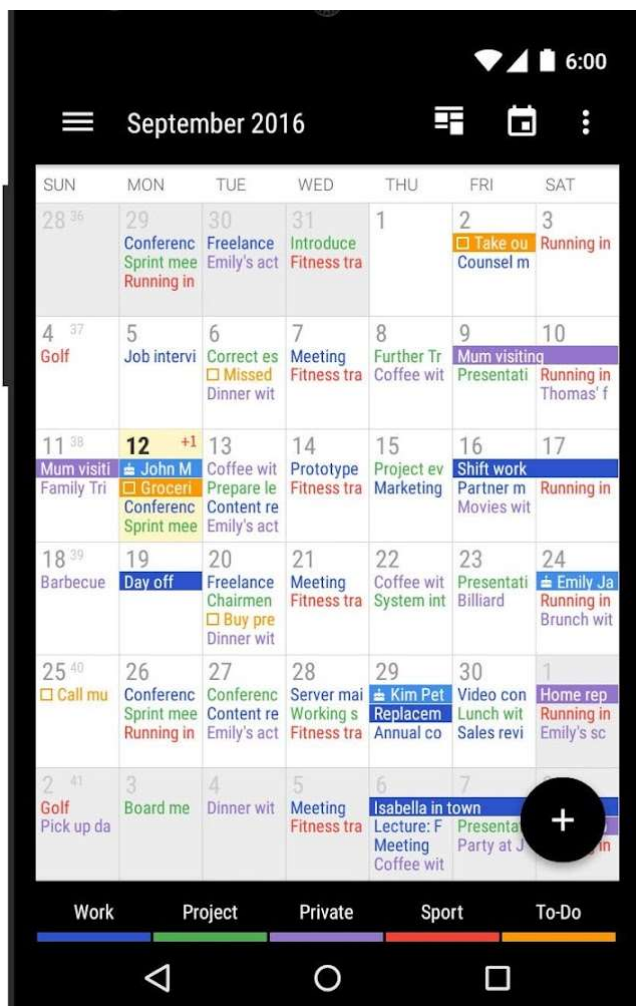 6:00
September 2016
SUN MON TUE WED THU FRI SAT
28 36
29
Conferenc
Sprint mee
Running in
30
Freelance
Emily's act
31
Introduce
Fitness tra
1
2
Take ou
Counsel m
3
Running in
4 37
Golf
5
Job intervi
6
Correct es
Missed
Dinner wit
7
Meeting
Fitness tra
8
Further Tr
Coffee wit
9
Mum visiting
Presentati
10
Running in
Thomas' f
11 38
Mum visiti
Family Tri
12 +1
John M
Groceri
Conferenc
Sprint mee
13
Coffee wit
Prepare le
Content re
Emily's act
14
Prototype
Fitness tra
15
Project ev
Marketing
16
Shift work
Partner m
Movies wit
17
Running in
18 39
Barbecue
19
Day off
20
Freelance
Chairmen
Buy pre
Dinner wit
21
Meeting
Fitness tra
22
Coffee wit
System int
23
Presentati
Billiard
24
Emily Ja
Running in
Brunch wit
25 40
Call mu
26
Conferenc
Sprint mee
Running in
27
Conferenc
Content re
Emily's act
28
Server mai
Working s
Fitness tra
29
Kim Pet
Replacem
Annual co
30
Video con
Lunch wit
Sales revi
1
Home rep
Running in
Emily's sc
2 41
Golf
Pick up da
3
Board me
4
Dinner wit
5
Meeting
Fitness tra
6
Isabella in town
Lecture: F
Meeting
Coffee wit
7
Presenta
Party at J
in
+
Work Project Private Sport To-Do